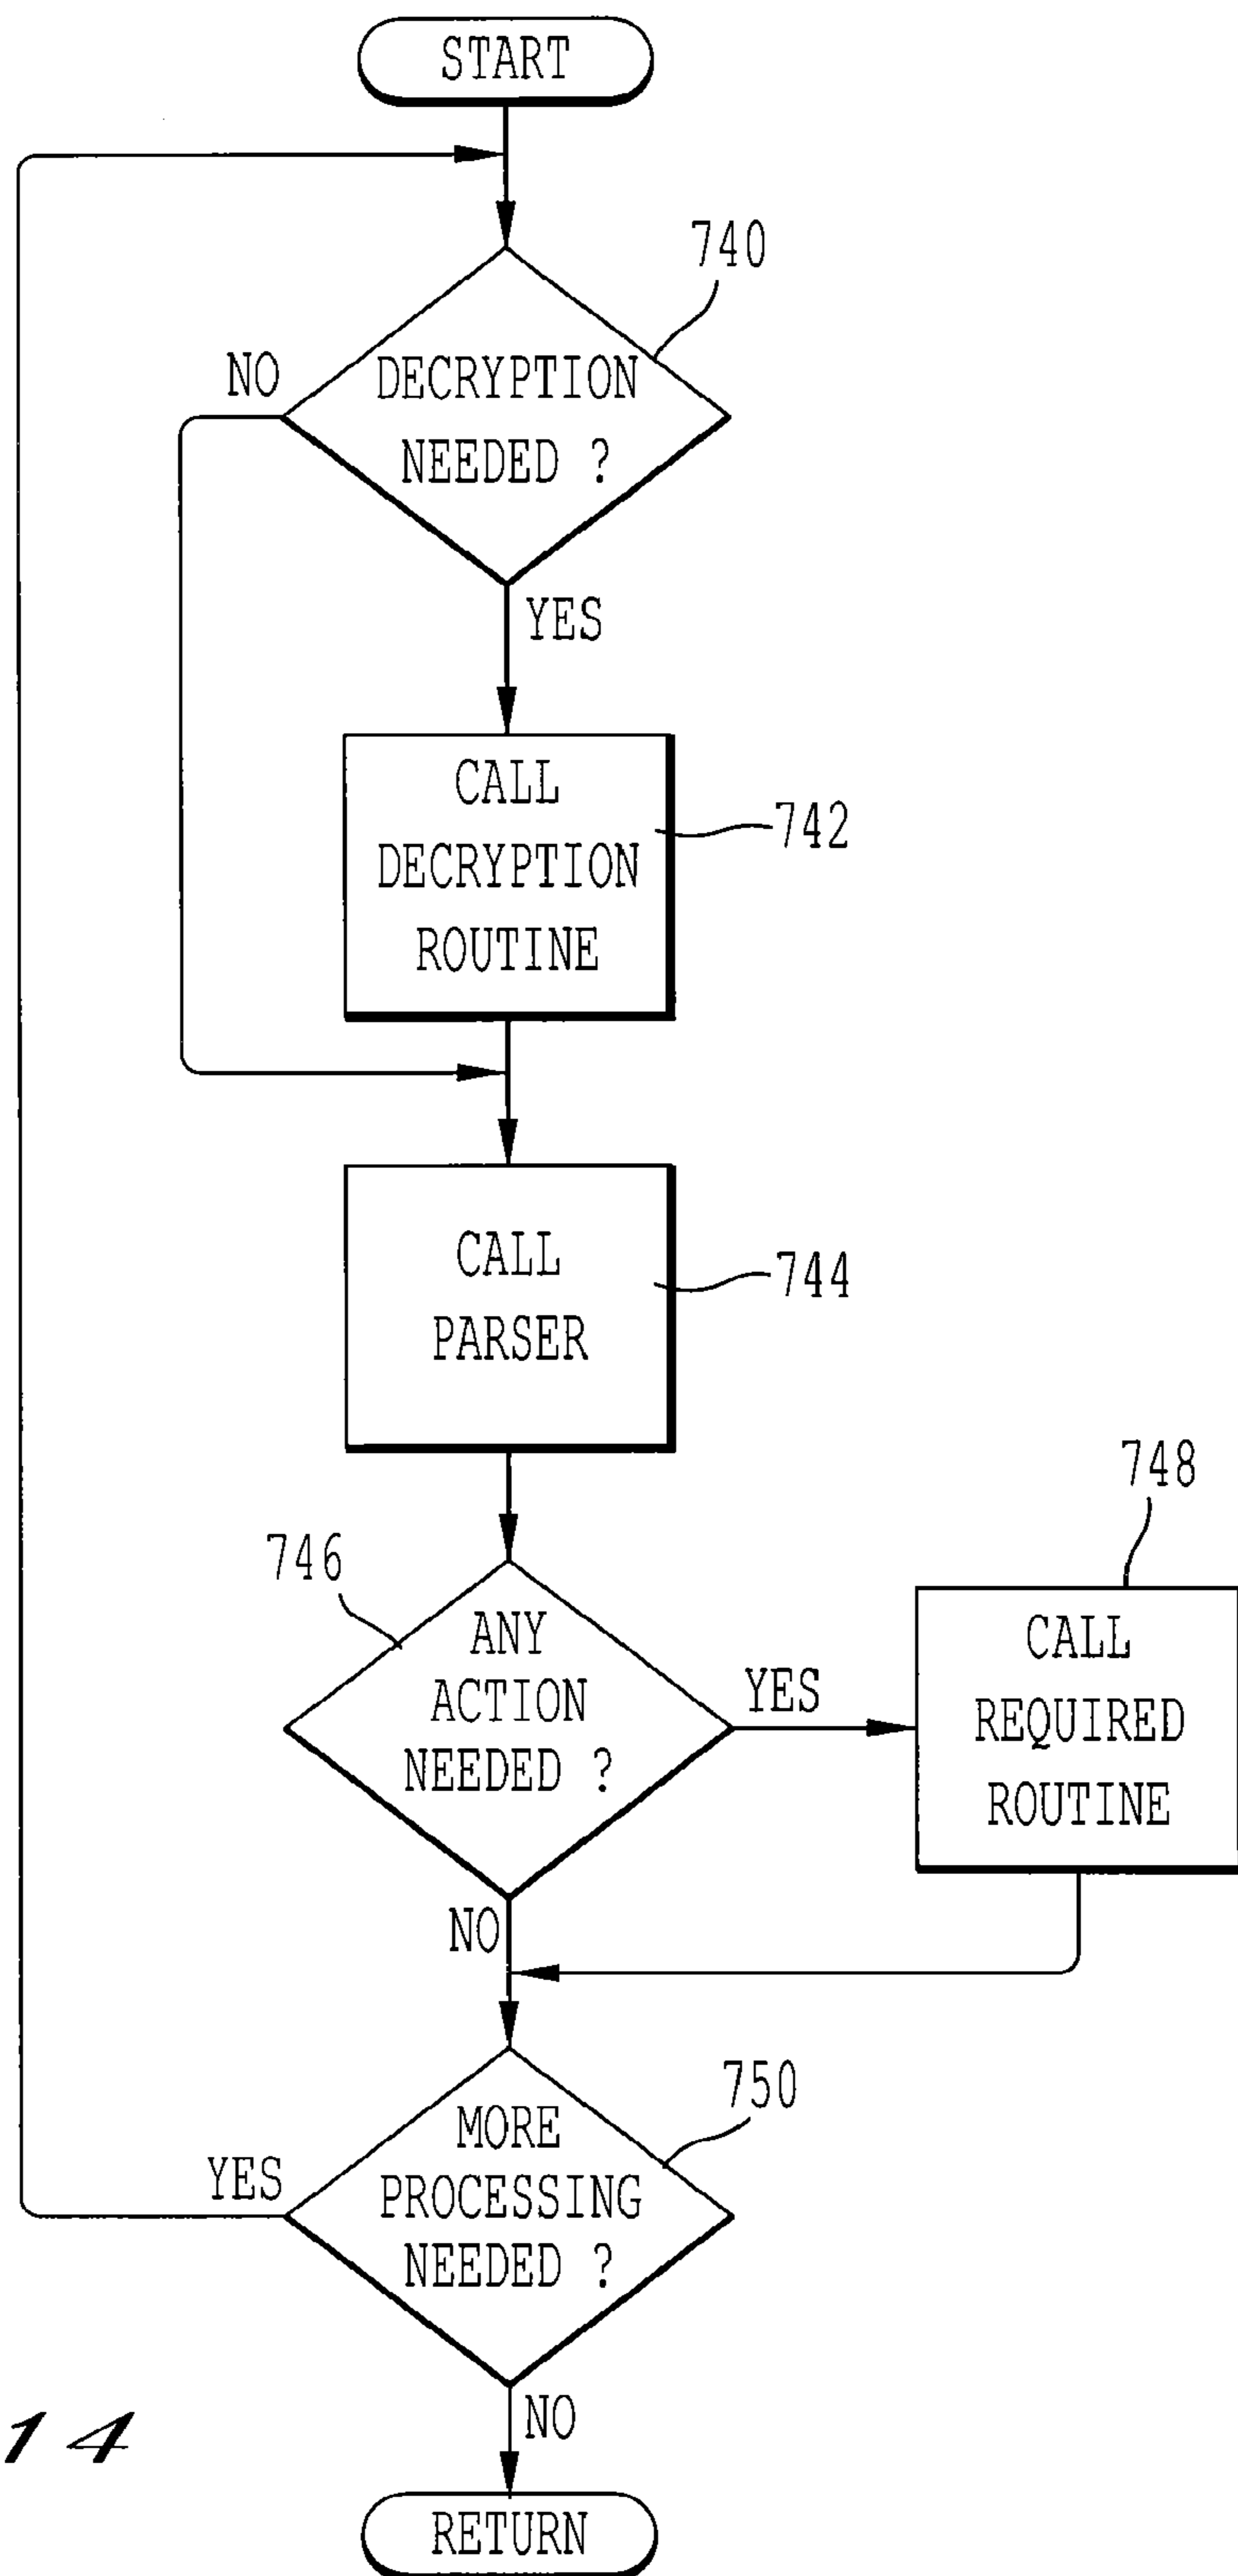 START
740
NO
DECRYPTION
NEEDED ?
YES
CALL
DECRYPTION
ROUTINE
742
CALL
PARSER
744
746
ANY
ACTION
NEEDED ?
YES
748
CALL
REQUIRED
ROUTINE
NO
750
MORE
PROCESSING
NEEDED ?
YES
NO
14
RETURN